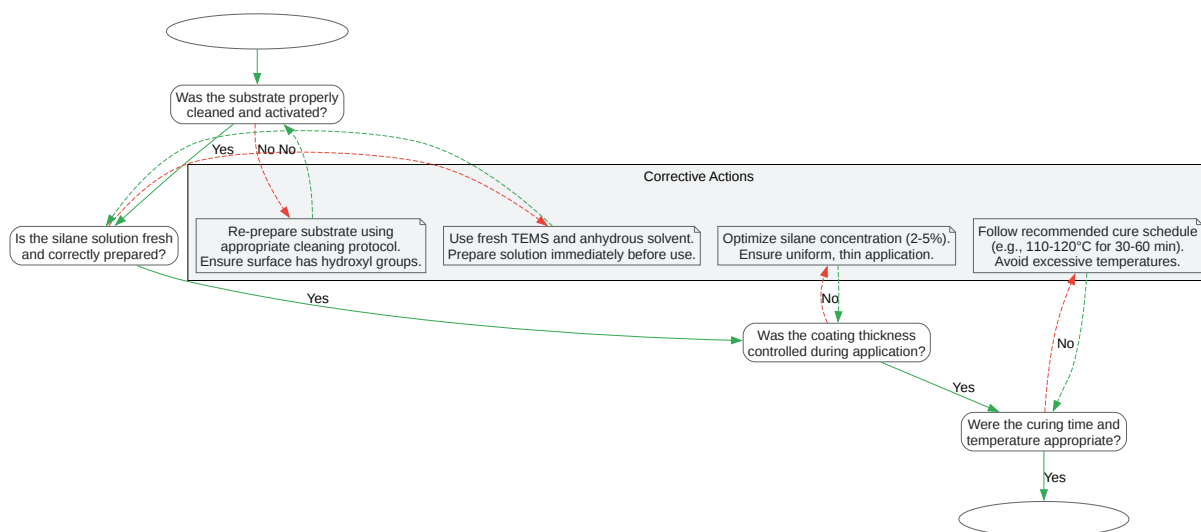 Was the substrate properly
cleaned and activated?
Yes
No
No
Corrective Actions
Is the silane solution fresh
and correctly prepared?
Re-prepare substrate using
appropriate cleaning protocol.
Ensure surface has hydroxyl groups.
Use fresh TEMS and anhydrous solvent.
Prepare solution immediately before use.
Optimize silane concentration (2-5%).
Ensure uniform, thin application.
Follow recommended cure schedule
(e.g., 110-120°C for 30-60 min).
Avoid excessive temperatures.
Yes
No
Was the coating thickness
controlled during application?
No
Yes
Were the curing time and
temperature appropriate?
Yes